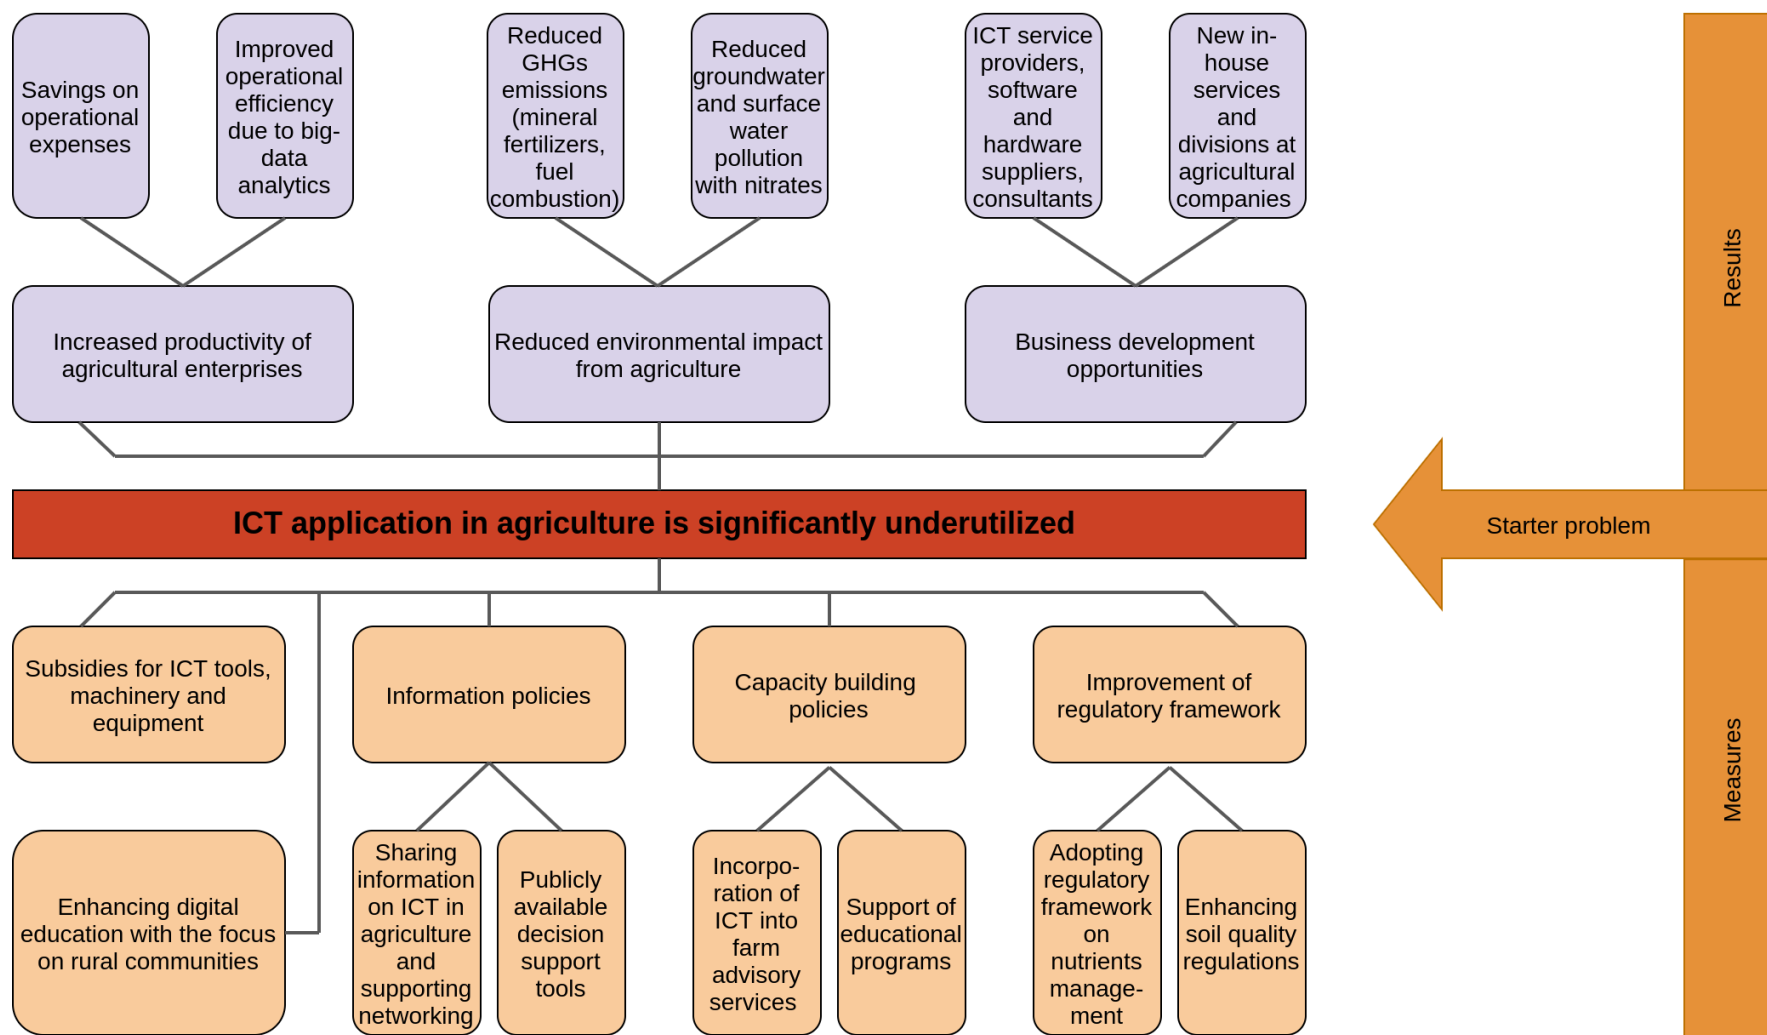 Savings on
operational
expenses
Improved
operational
efficiency
due to big-
data
analytics
Reduced
GHGs
emissions
(mineral
fertilizers,
fuel
combustion)
Reduced
groundwater
and surface
water
pollution
with nitrates
ICT service
providers,
software
and
hardware
suppliers,
consultants
New in-
house
services
and
divisions at
agricultural
companies
Increased productivity of
agricultural enterprises
Reduced environmental impact
from agriculture
Business development
opportunities
Results
ICT application in agriculture is significantly underutilized
Starter problem
Subsidies for ICT tools,
machinery and
equipment
Information policies
Capacity building
policies
Improvement of
regulatory framework
Measures
Enhancing digital
education with the focus
on rural communities
Sharing
information
on ICT in
agriculture
and
supporting
networking
Publicly
available
decision
support
tools
Incorpo-
ration of
ICT into
farm
advisory
services
Support of
educational
programs
Adopting
regulatory
framework
on
nutrients
manage-
ment
Enhancing
soil quality
regulations